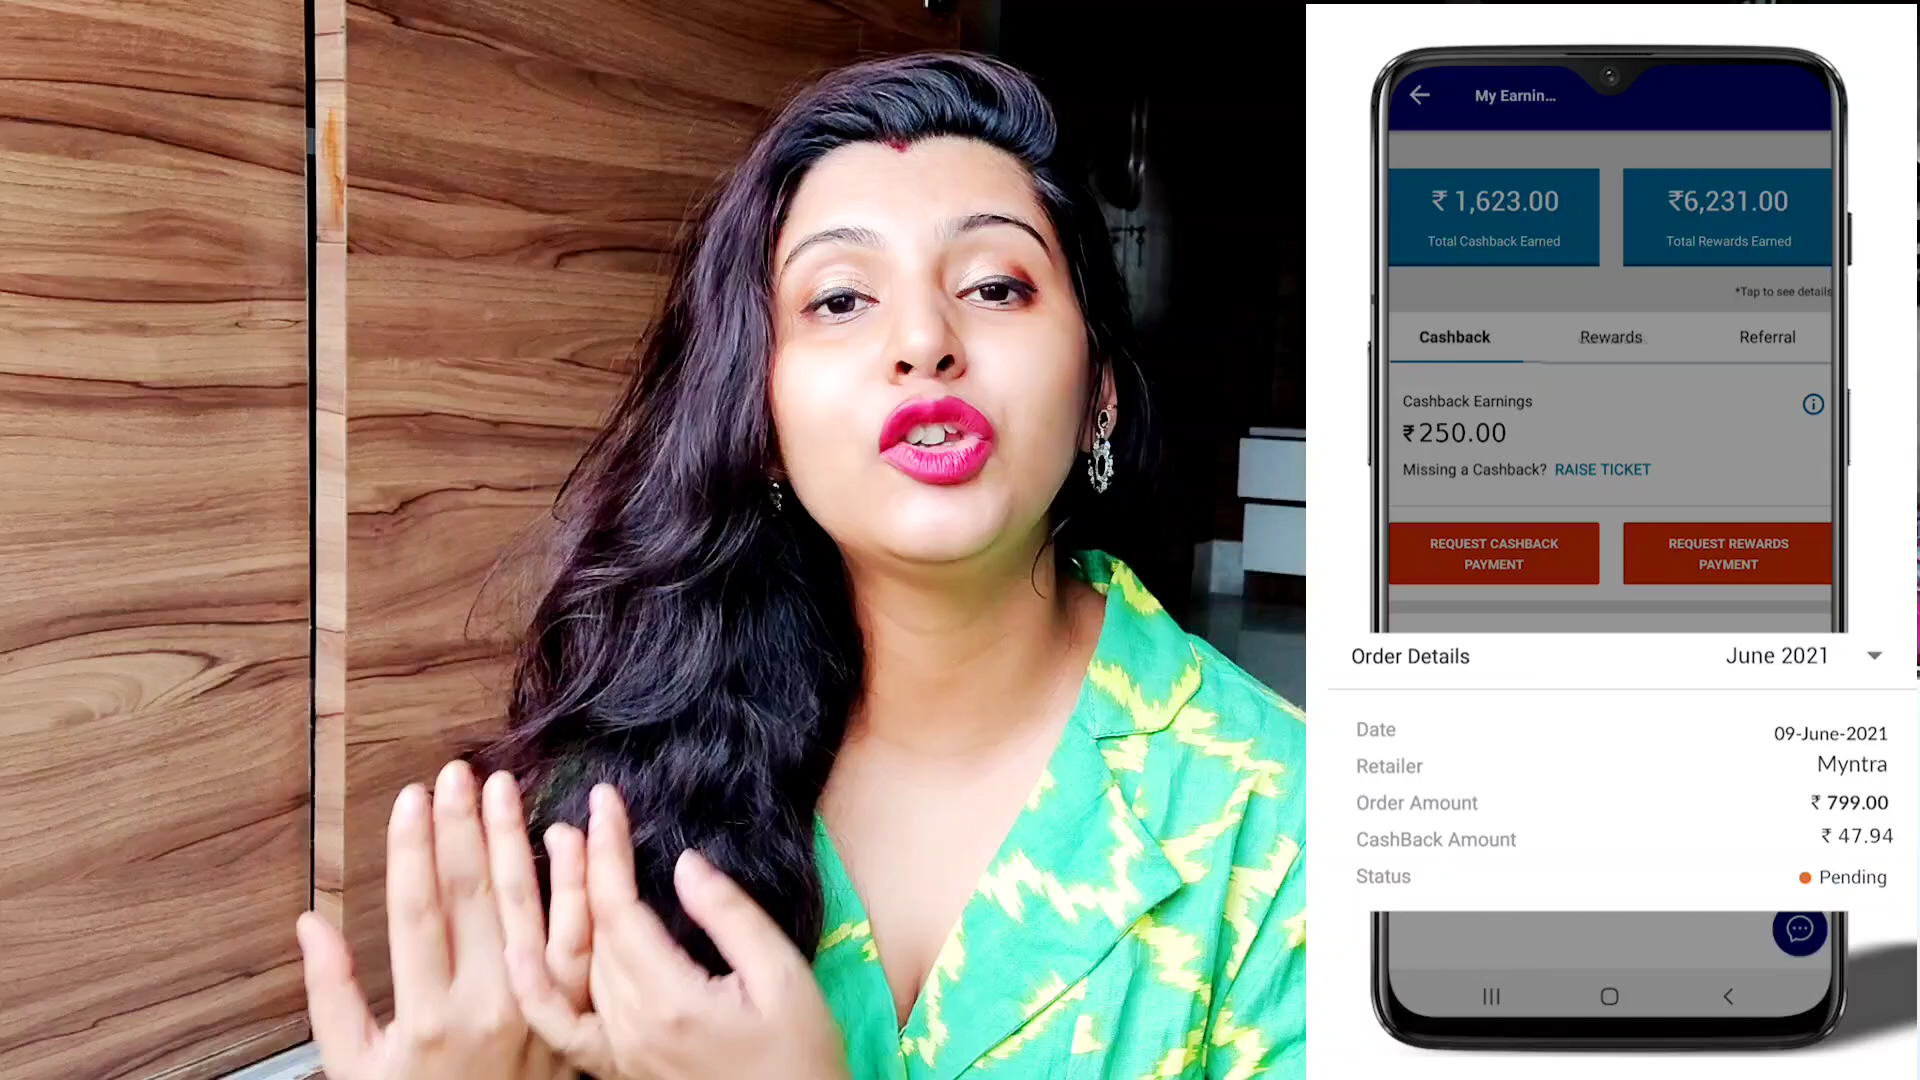 My Earnin...
₹ 1,623.00
Total Cashback Earned
₹6,231.00
Total Rewards Earned
*Tap to see details
Cashback
Rewards
Referral
Cashback Earnings
₹250.00
Missing a Cashback? RAISE TICKET
REQUEST CASHBACK
PAYMENT
REQUEST REWARDS
PAYMENT
Order Details
June 2021
Date
09-June-2021
Retailer
Myntra
Order Amount
₹ 799.00
CashBack Amount
₹ 47.94
Status
Pending